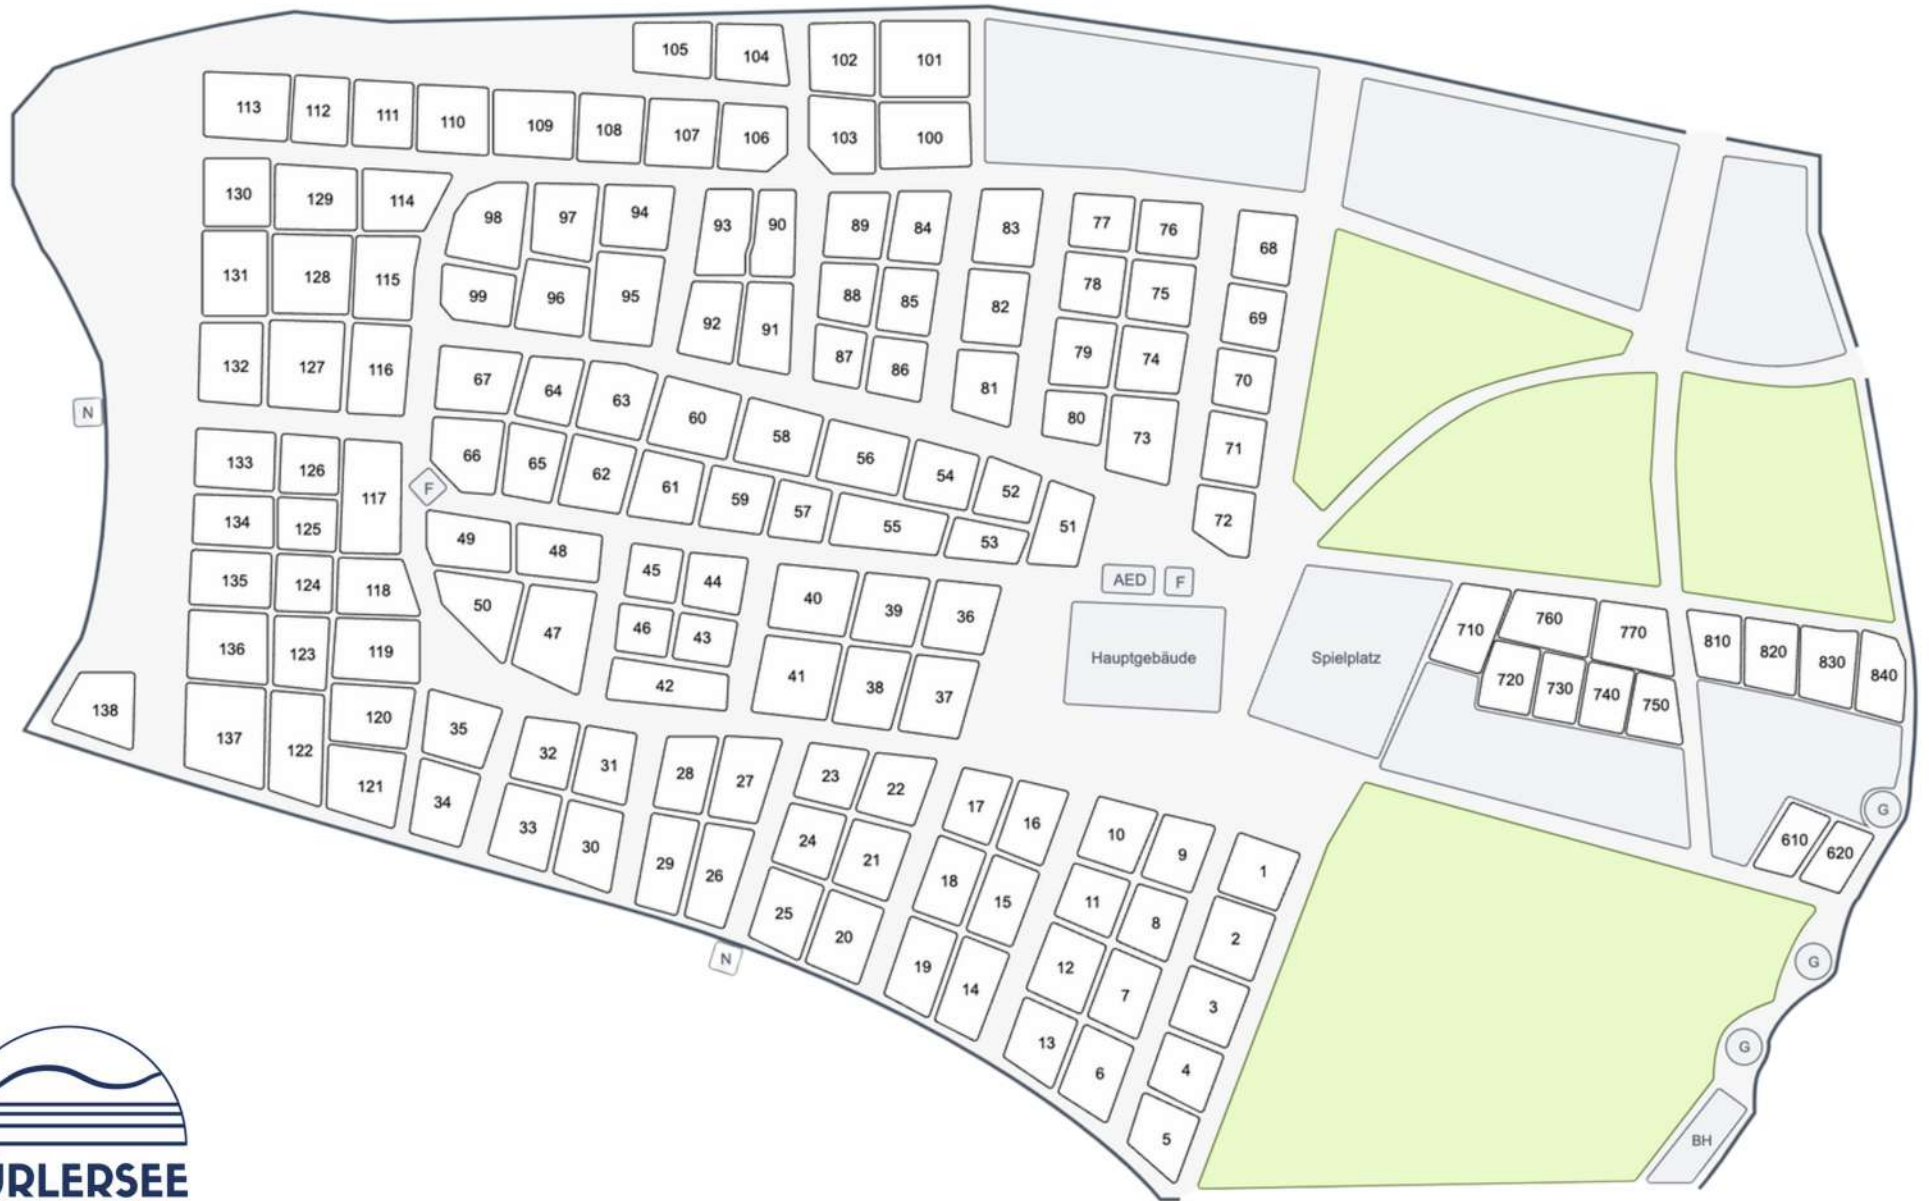 105 104 102 101
113 112 111 110 109 108 107 106 103 100
130 129 114 98 97 94 93 90 89 84 83 77 76 68
131 128 115 99 96 95 92 91 88 85 82 78 75 69
132 127 116 67 64 63 60 58 87 86 81 79 74 70
N 80 73 71
133 126 117 66 65 62 61 59 57 56 55 54 53 52 51 72
F
134 125 49 48 45 44 40 39 36 AED F
135 124 118 50 47 46 43 710 760 770 810 820 830 840
136 123 119 42 41 38 37 Hauptgebäude Spielplatz 720 730 740 750
138 137 122 120 35 32 31 28 27 23 22 17 16 10 9 1
121 34 33 30 29 26 24 21 18 15 11 8 2 610 620 G
25 20 19 14 12 7 3 G
N
13 6 4 G
5 BH
RLERSEE